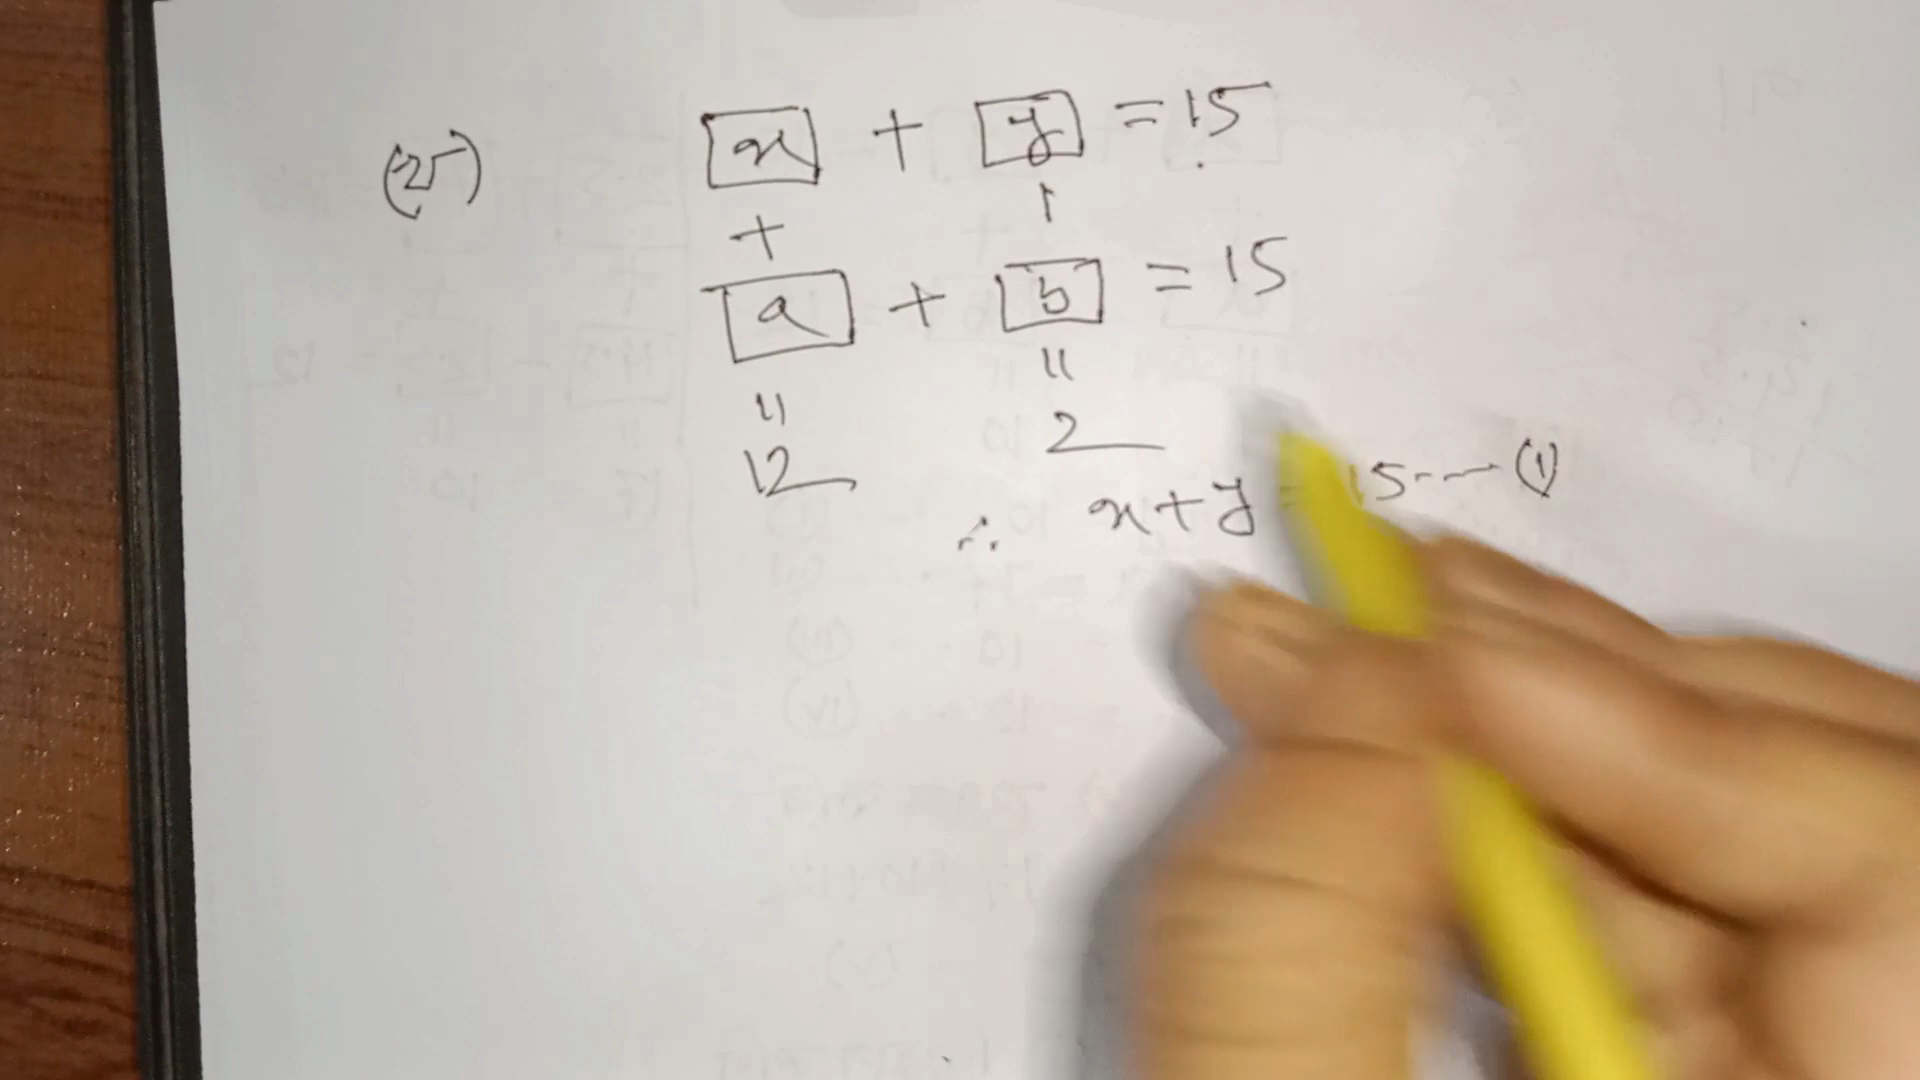 (25) x + y = 15
+ -
a + b = 15
= =
12 2
∴ x + y = 15 --- (1)